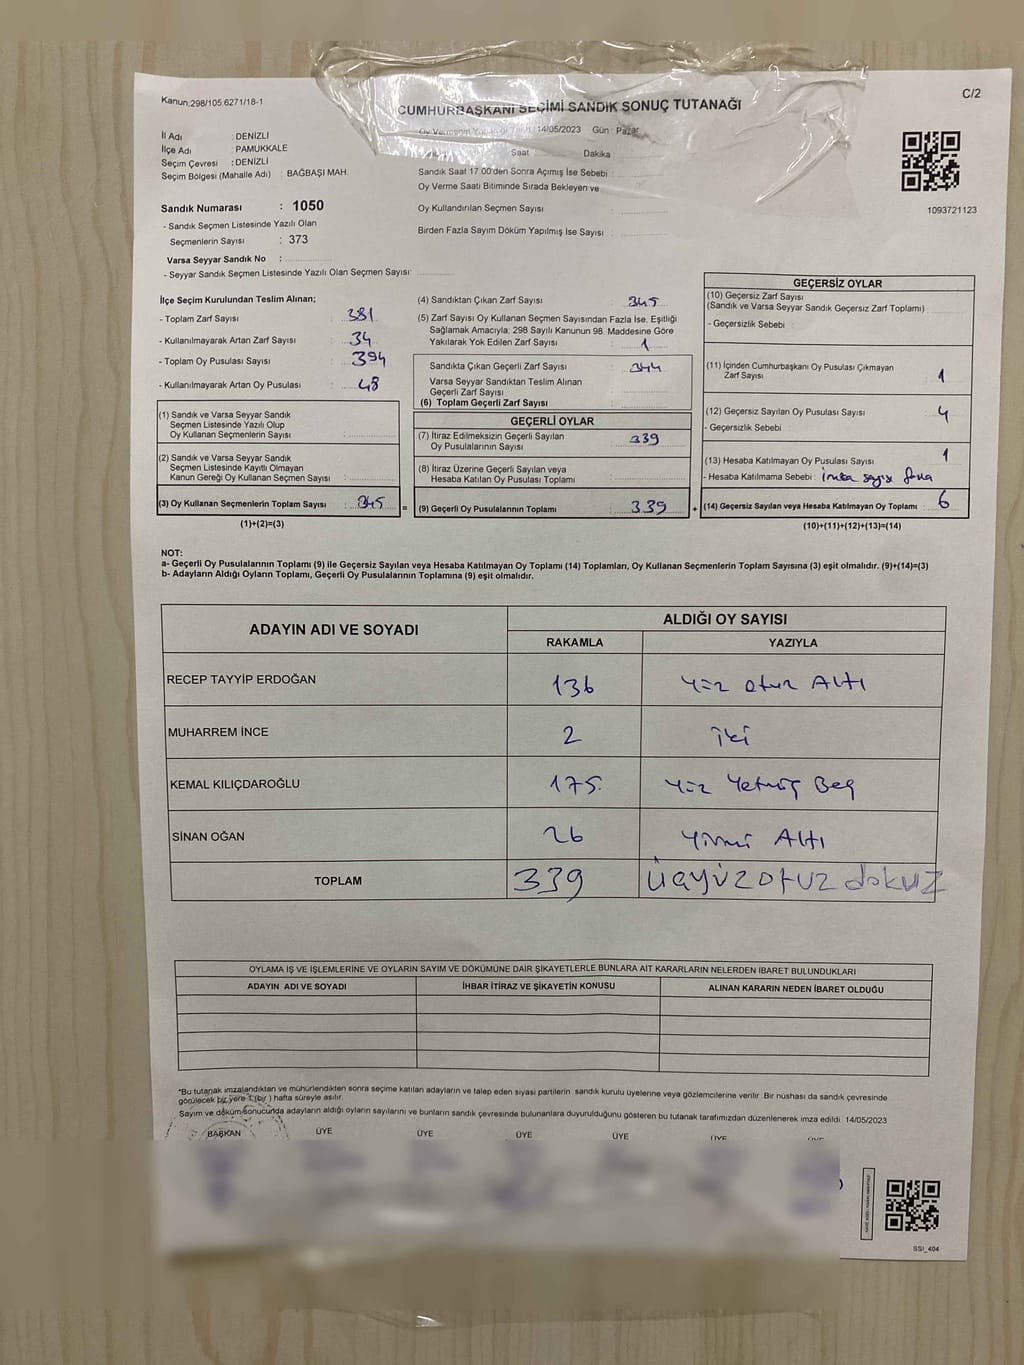 Kanun:298/105,6271/18-1
C/2
CUMHURBAŞKANI SEÇİMİ SANDIK SONUÇ TUTANAĞI
14/05/2023 Gün : Pazar
Saat Dakika
İl Adı : DENİZLİ
İlçe Adı : PAMUKKALE
Seçim Çevresi : DENİZLİ
Seçim Bölgesi (Mahalle Adı) : BAĞBAŞI MAH.
Sandık Numarası : 1050
- Sandık Seçmen Listesinde Yazılı Olan
Seçmenlerin Sayısı : 373
Varsa Seyyar Sandık No :
- Seyyar Sandık Seçmen Listesinde Yazılı Olan Seçmen Sayısı:
Sandık Saat 17:00'den Sonra Açımış İse Sebebi :
Oy Verme Saati Bitiminde Sırada Bekleyen ve
Oy Kullandırılan Seçmen Sayısı :
Birden Fazla Sayım Döküm Yapılmış İse Sayısı :
1093721123
İlçe Seçim Kurulundan Teslim Alınan;
- Toplam Zarf Sayısı : 381
- Kullanılmayarak Artan Zarf Sayısı : 34
- Toplam Oy Pusulası Sayısı : 394
- Kullanılmayarak Artan Oy Pusulası : 48
(1) Sandık ve Varsa Seyyar Sandık
Seçmen Listesinde Yazılı Olup
Oy Kullanan Seçmenlerin Sayısı :
(2) Sandık ve Varsa Seyyar Sandık
Seçmen Listesinde Kayıtlı Olmayan
Kanun Gereği Oy Kullanan Seçmen Sayısı :
(3) Oy Kullanan Seçmenlerin Toplam Sayısı : 345
(1)+(2)=(3)
(4) Sandıktan Çıkan Zarf Sayısı : 345
(5) Zarf Sayısı Oy Kullanan Seçmen Sayısından Fazla İse, Eşitliği
Sağlamak Amacıyla; 298 Sayılı Kanunun 98. Maddesine Göre
Yakılarak Yok Edilen Zarf Sayısı : 1
Sandıkta Çıkan Geçerli Zarf Sayısı : 344
Varsa Seyyar Sandıktan Teslim Alınan
Geçerli Zarf Sayısı :
(6) Toplam Geçerli Zarf Sayısı :
GEÇERLİ OYLAR
(7) İtiraz Edilmeksizin Geçerli Sayılan
Oy Pusulalarının Sayısı : 339
(8) İtiraz Üzerine Geçerli Sayılan veya
Hesaba Katılan Oy Pusulası Toplamı :
= (9) Geçerli Oy Pusulalarının Toplamı : 339 +
GEÇERSİZ OYLAR
(10) Geçersiz Zarf Sayısı
(Sandık ve Varsa Seyyar Sandık Geçersiz Zarf Toplamı) :
- Geçersizlik Sebebi :
(11) İçinden Cumhurbaşkanı Oy Pusulası Çıkmayan
Zarf Sayısı : 1
(12) Geçersiz Sayılan Oy Pusulası Sayısı : 4
- Geçersizlik Sebebi :
(13) Hesaba Katılmayan Oy Pusulası Sayısı : 1
- Hesaba Katılmama Sebebi : imza sayısı fazla
(14) Geçersiz Sayılan veya Hesaba Katılmayan Oy Toplamı : 6
(10)+(11)+(12)+(13)=(14)
NOT:
a- Geçerli Oy Pusulalarının Toplamı (9) ile Geçersiz Sayılan veya Hesaba Katılmayan Oy Toplamı (14) Toplamları, Oy Kullanan Seçmenlerin Toplam Sayısına (3) eşit olmalıdır. (9)+(14)=(3)
b- Adayların Aldığı Oyların Toplamı, Geçerli Oy Pusulalarının Toplamına (9) eşit olmalıdır.
ADAYIN ADI VE SOYADI
ALDIĞI OY SAYISI
RAKAMLA YAZIYLA
RECEP TAYYİP ERDOĞAN 136 Yüz otuz Altı
MUHARREM İNCE 2 iki
KEMAL KILIÇDAROĞLU 175 Yüz Yetmiş Beş
SİNAN OĞAN 26 Yirmi Altı
TOPLAM 339 üçyüz otuz dokuz
OYLAMA İŞ VE İŞLEMLERİNE VE OYLARIN SAYIM VE DÖKÜMÜNE DAİR ŞİKAYETLERLE BUNLARA AİT KARARLARIN NELERDEN İBARET BULUNDUKLARI
ADAYIN ADI VE SOYADI İHBAR İTİRAZ VE ŞİKAYETİN KONUSU ALINAN KARARIN NEDEN İBARET OLDUĞU
*Bu tutanak imzalandıktan ve mühürlendikten sonra seçime katılan adayların ve talep eden siyasi partilerin sandık kurulu üyelerine veya gözlemcilerine verilir. Bir nüshası da sandık çevresinde
görülecek bir yere 1 (bir ) hafta süreyle asılır.
Sayım ve döküm sonucunda adayların aldığı oyların sayılarını ve bunların sandık çevresinde bulunanlara duyurulduğunu gösteren bu tutanak tarafımızdan düzenlenerek imza edildi. 14/05/2023
BAŞKAN ÜYE ÜYE ÜYE ÜYE ÜYE ÜYE
SSI_404